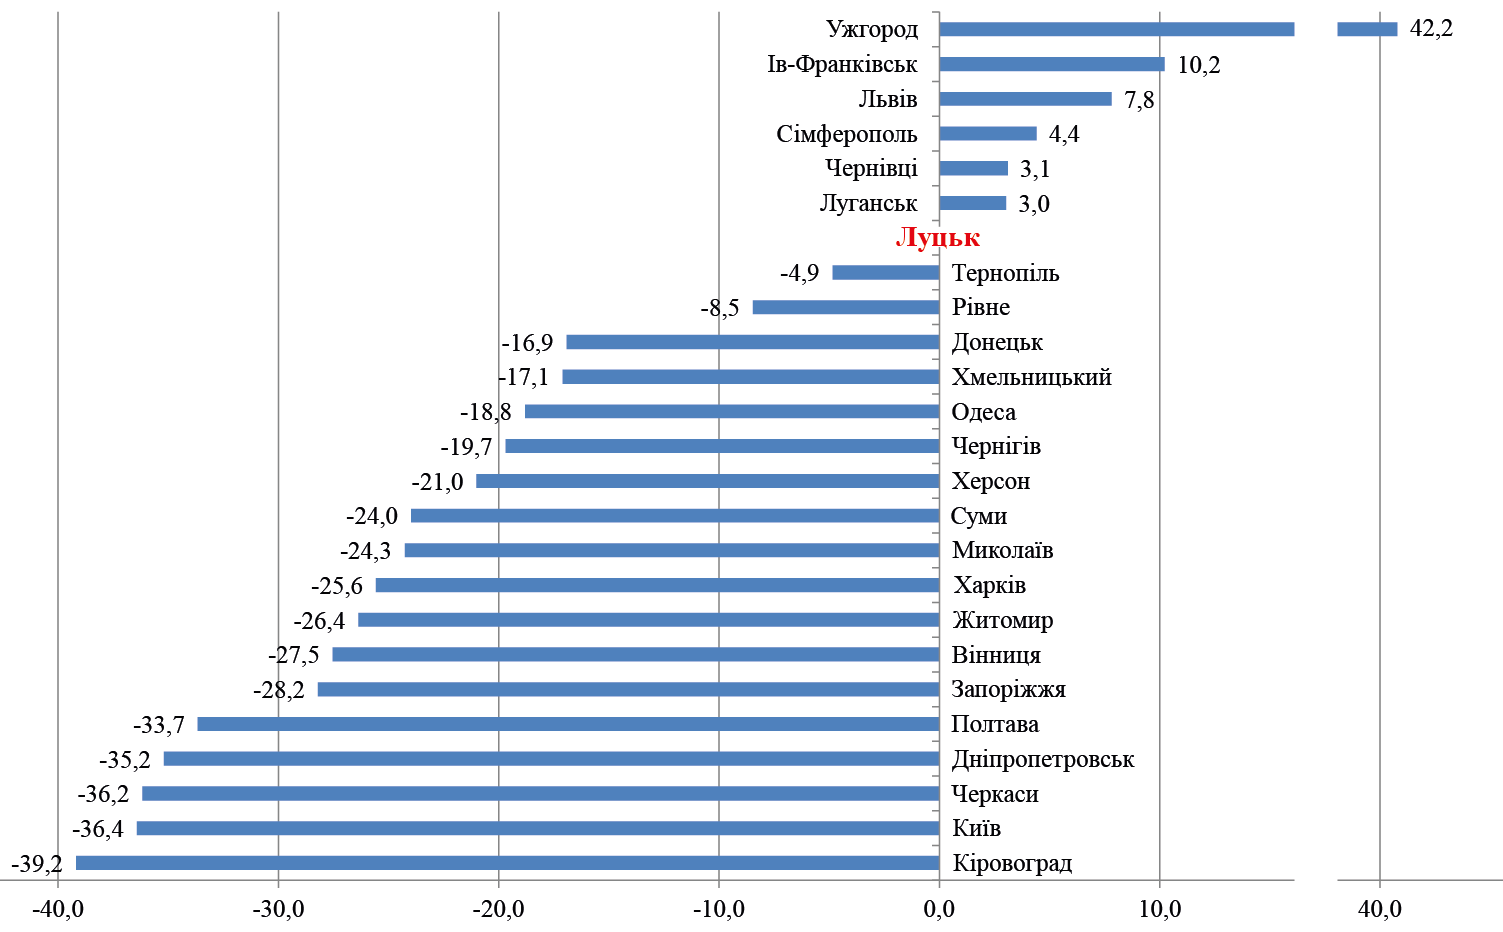 Ужгород 42,2
Ів-Франківськ 10,2
Львів 7,8
Сімферополь 4,4
Чернівці 3,1
Луганськ 3,0
Луцьк
-4,9 Тернопіль
-8,5 Рівне
-16,9 Донецьк
-17,1 Хмельницький
-18,8 Одеса
-19,7 Чернігів
-21,0 Херсон
-24,0 Суми
-24,3 Миколаїв
-25,6 Харків
-26,4 Житомир
-27,5 Вінниця
-28,2 Запоріжжя
-33,7 Полтава
-35,2 Дніпропетровськ
-36,2 Черкаси
-36,4 Київ
-39,2 Кіровоград
-40,0 -30,0 -20,0 -10,0 0,0 10,0 40,0